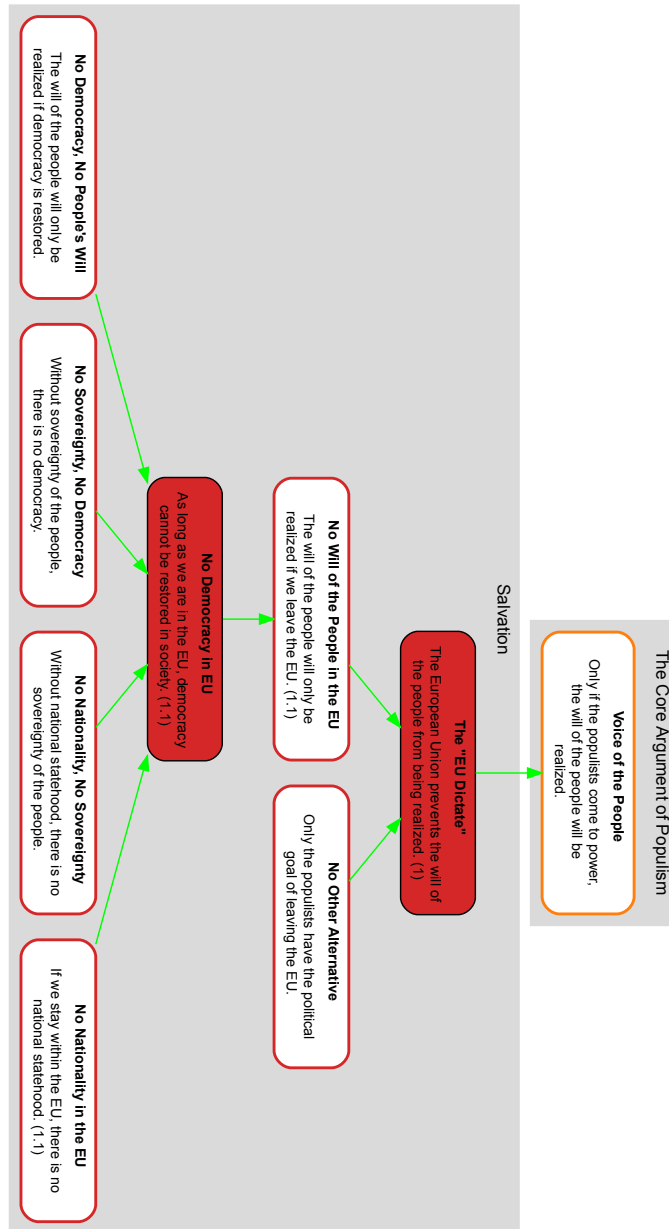 The Core Argument of Populism
Voice of the People
Only if the populists come to power,
the will of the people will be
realized.
Salvation
The "EU Dictate"
The European Union prevents the will of
the people from being realized. (1)
No Will of the People in the EU
The will of the people will only be
realized if we leave the EU. (1.1)
No Other Alternative
Only the populists have the political
goal of leaving the EU.
No Democracy in EU
As long as we are in the EU, democracy
cannot be restored in society. (1.1)
No Democracy, No People's Will
The will of the people will only be
realized if democracy is restored.
No Sovereignty, No Democracy
Without sovereignty of the people,
there is no democracy.
No Nationality, No Sovereignty
Without national statehood, there is no
sovereignty of the people.
No Nationality in the EU
If we stay within the EU, there is no
national statehood. (1.1)